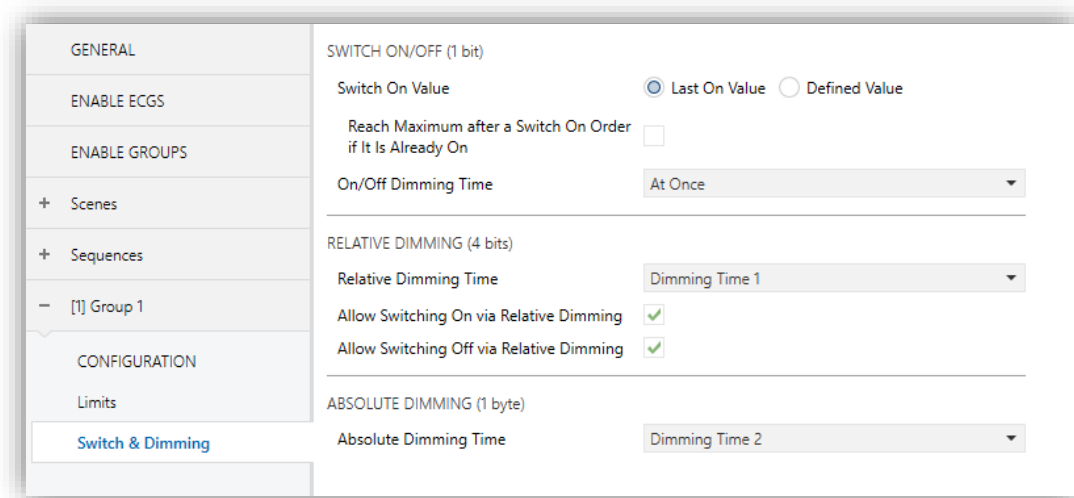 GENERAL
ENABLE ECGS
ENABLE GROUPS
+ Scenes
+ Sequences
− [1] Group 1
CONFIGURATION
Limits
Switch & Dimming
SWITCH ON/OFF (1 bit)
Switch On Value
Last On Value
Defined Value
Reach Maximum after a Switch On Order
if It Is Already On
On/Off Dimming Time
At Once
RELATIVE DIMMING (4 bits)
Relative Dimming Time
Dimming Time 1
Allow Switching On via Relative Dimming
Allow Switching Off via Relative Dimming
ABSOLUTE DIMMING (1 byte)
Absolute Dimming Time
Dimming Time 2